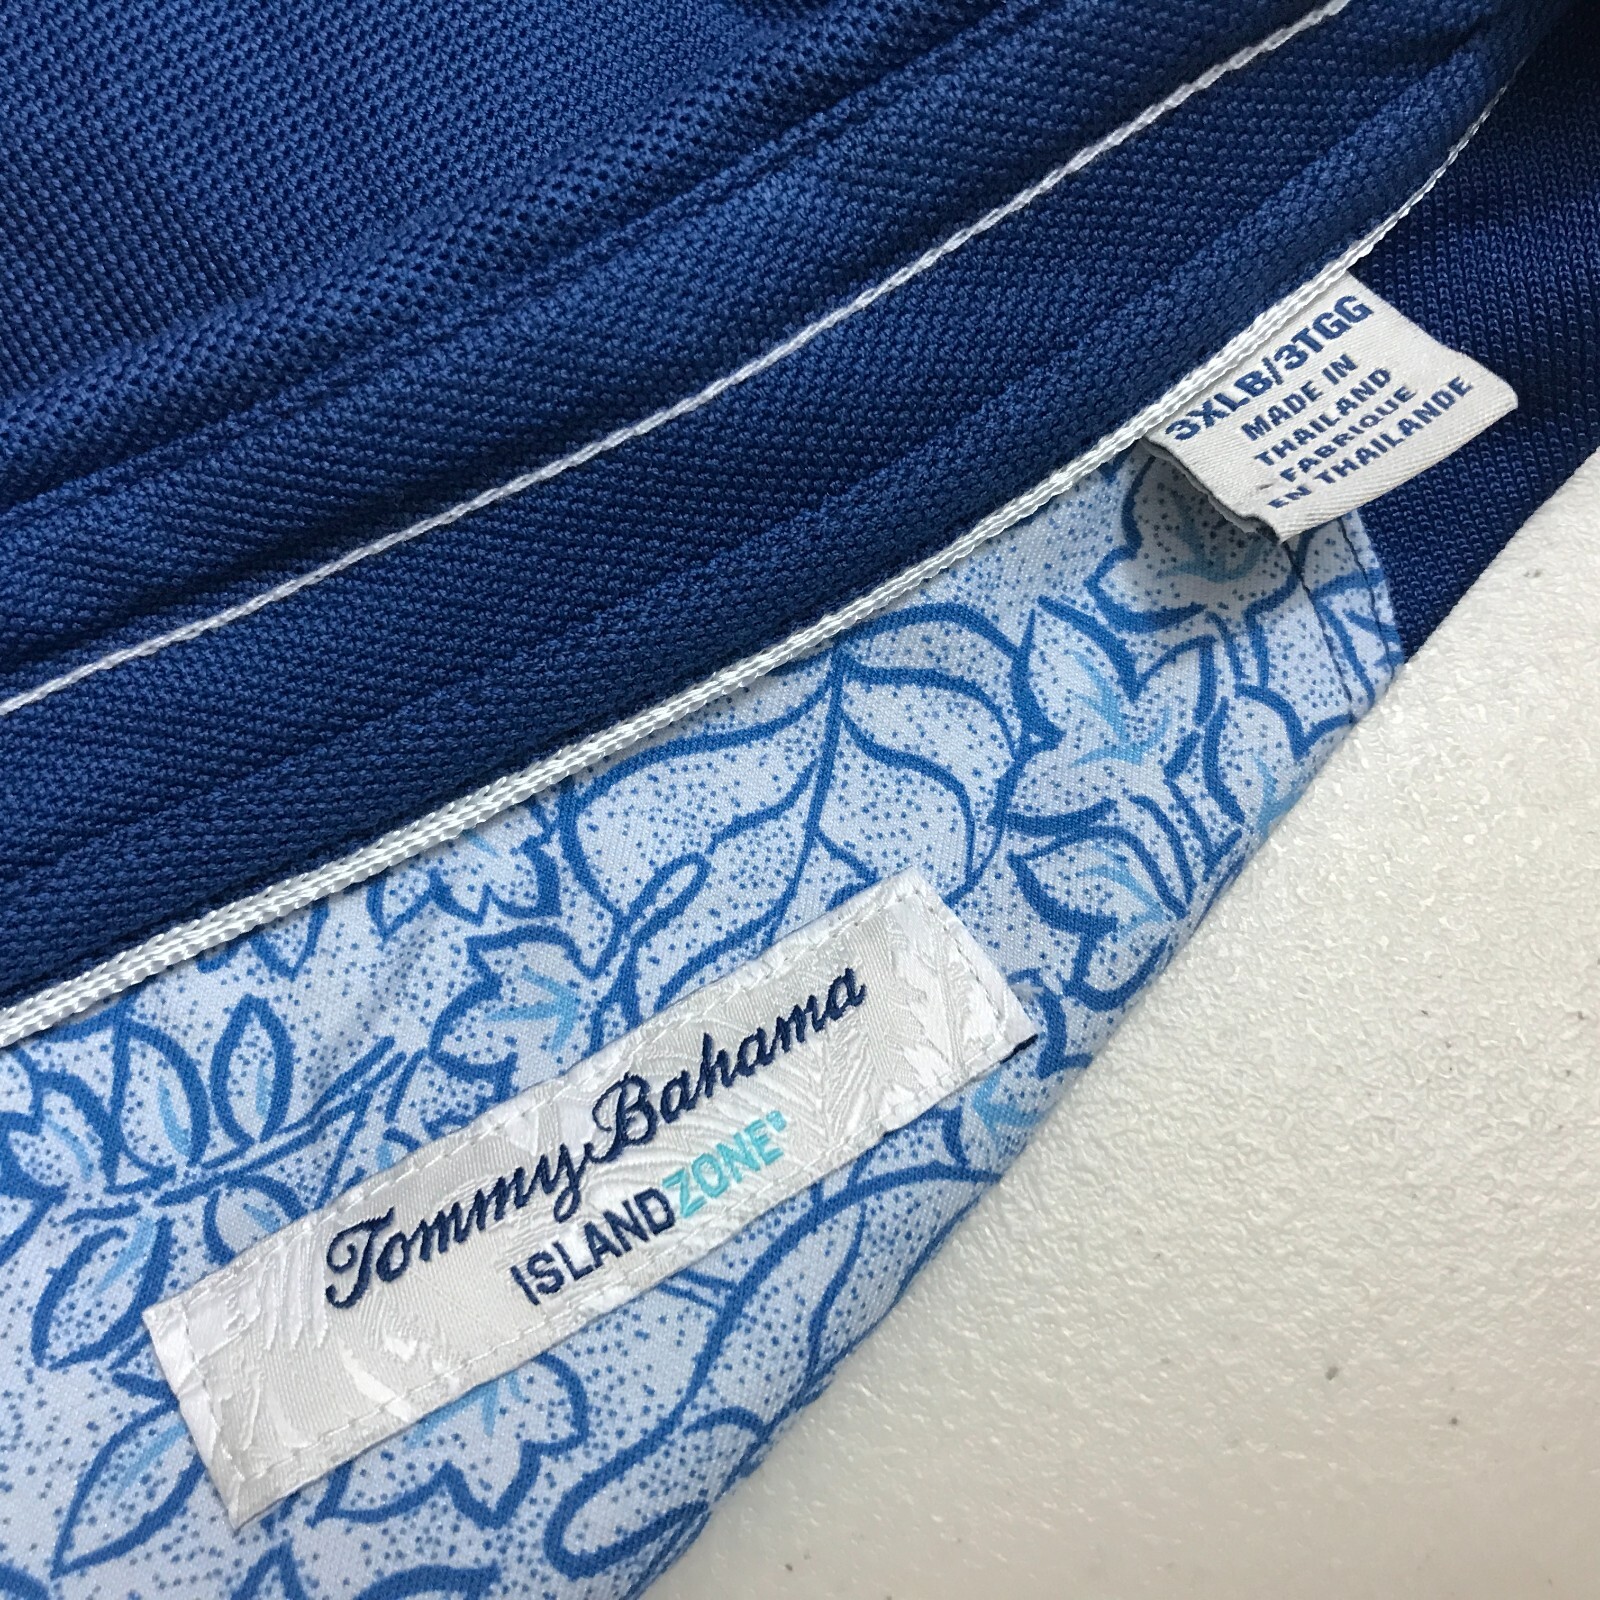 3XLB/3TGG
MADE IN
THAILAND
FABRIQUE
EN THAILANDE
Tommy Bahama
ISLANDZONE®